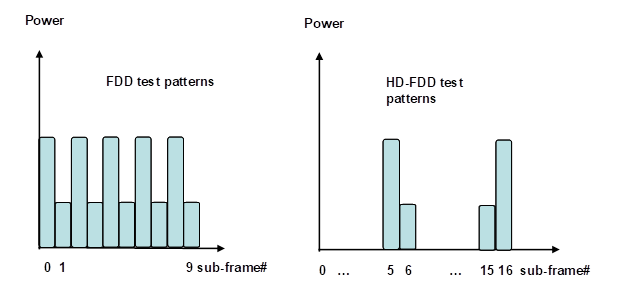 Power
FDD test patterns
0 1 9 sub-frame#
Power
HD-FDD test
patterns
0 ... 5 6 ... 15 16 sub-frame#